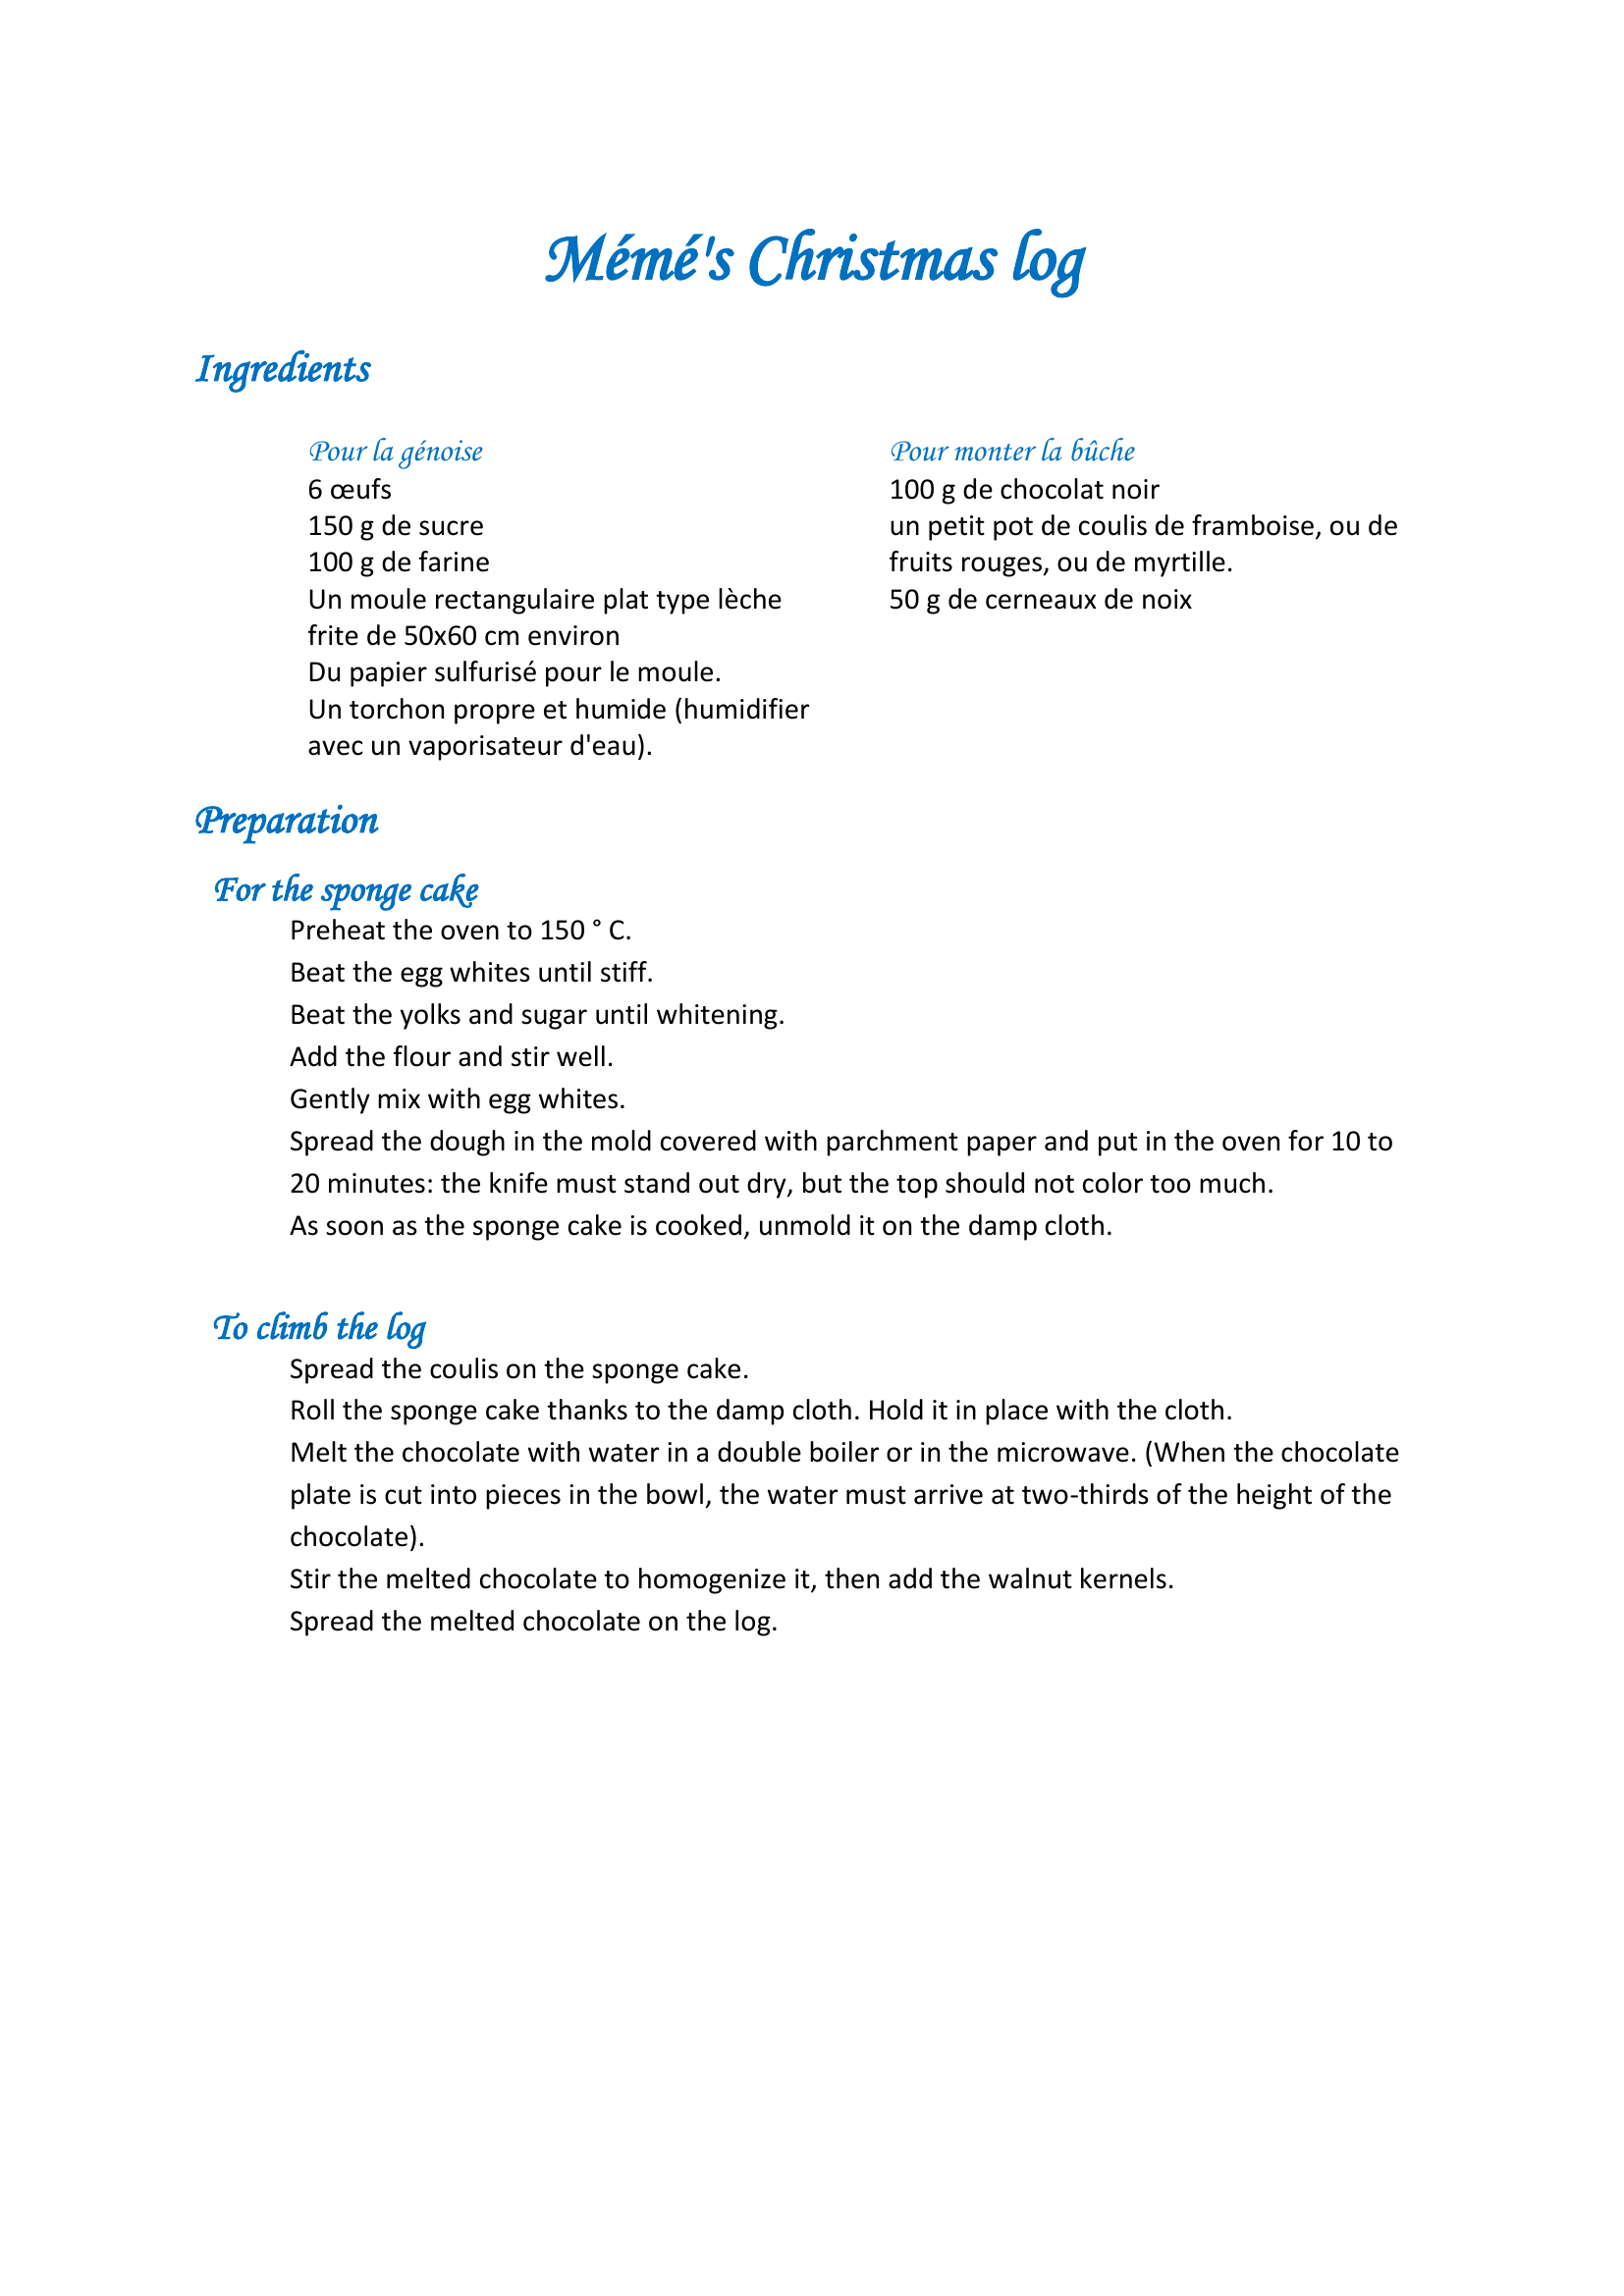 Mémé's Christmas log
Ingredients
Pour la génoise
6 œufs
150 g de sucre
100 g de farine
Un moule rectangulaire plat type lèche
frite de 50x60 cm environ
Du papier sulfurisé pour le moule.
Un torchon propre et humide (humidifier
avec un vaporisateur d'eau).
Pour monter la bûche
100 g de chocolat noir
un petit pot de coulis de framboise, ou de
fruits rouges, ou de myrtille.
50 g de cerneaux de noix
Preparation
For the sponge cake
Preheat the oven to 150 ° C.
Beat the egg whites until stiff.
Beat the yolks and sugar until whitening.
Add the flour and stir well.
Gently mix with egg whites.
Spread the dough in the mold covered with parchment paper and put in the oven for 10 to
20 minutes: the knife must stand out dry, but the top should not color too much.
As soon as the sponge cake is cooked, unmold it on the damp cloth.
To climb the log
Spread the coulis on the sponge cake.
Roll the sponge cake thanks to the damp cloth. Hold it in place with the cloth.
Melt the chocolate with water in a double boiler or in the microwave. (When the chocolate
plate is cut into pieces in the bowl, the water must arrive at two-thirds of the height of the
chocolate).
Stir the melted chocolate to homogenize it, then add the walnut kernels.
Spread the melted chocolate on the log.